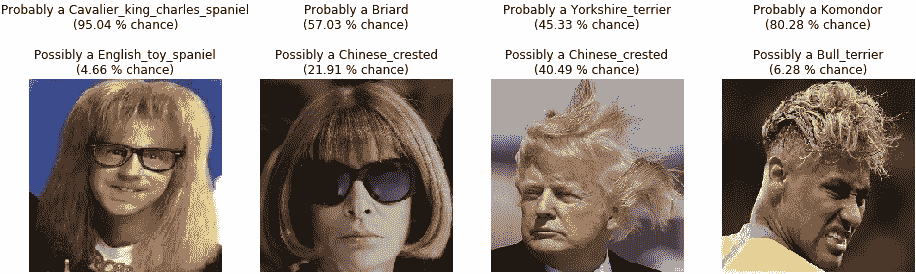 Probably a Cavalier_king_charles_spaniel
(95.04 % chance)
Possibly a English_toy_spaniel
(4.66 % chance)
Probably a Briard
(57.03 % chance)
Possibly a Chinese_crested
(21.91 % chance)
Probably a Yorkshire_terrier
(45.33 % chance)
Possibly a Chinese_crested
(40.49 % chance)
Probably a Komondor
(80.28 % chance)
Possibly a Bull_terrier
(6.28 % chance)